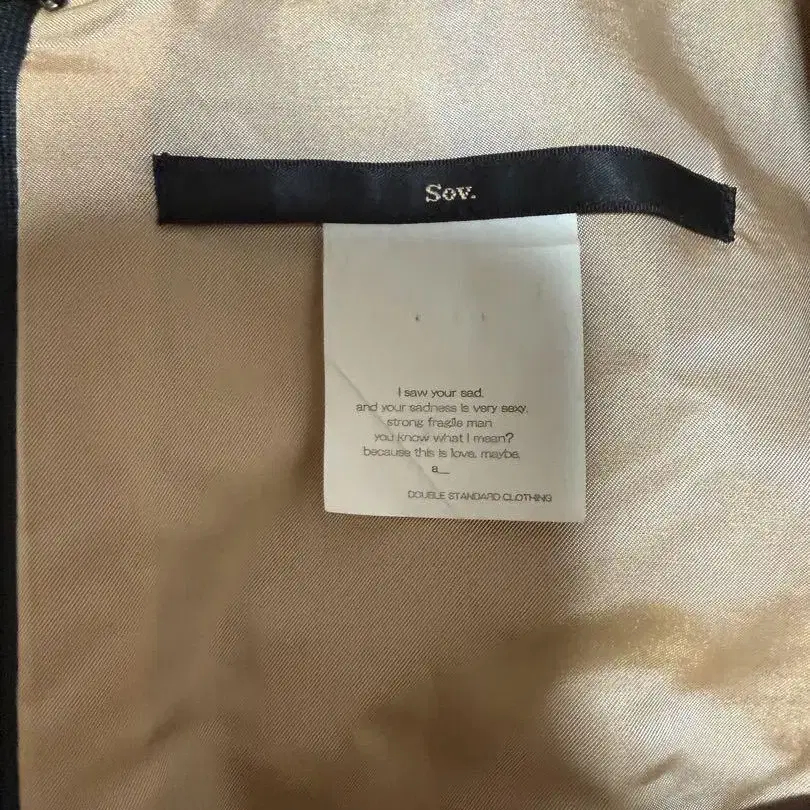 Sov.
I saw your sad,
and your sadness is very sexy.
strong fragile man
you know what I mean?
because this is love, maybe,
a_
DOUBLE STANDARD CLOTHING